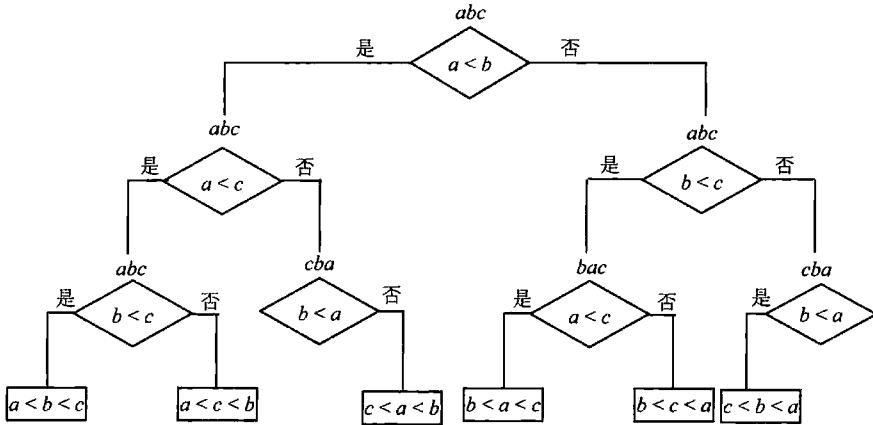 abc
是 a < b 否
abc abc
是 a < c 否 是 b < c 否
abc cba bac cba
是 b < c 否 b < a 否 是 a < c 否 是 b < a
a < b < c a < c < b c < a < b b < a < c b < c < a c < b < a